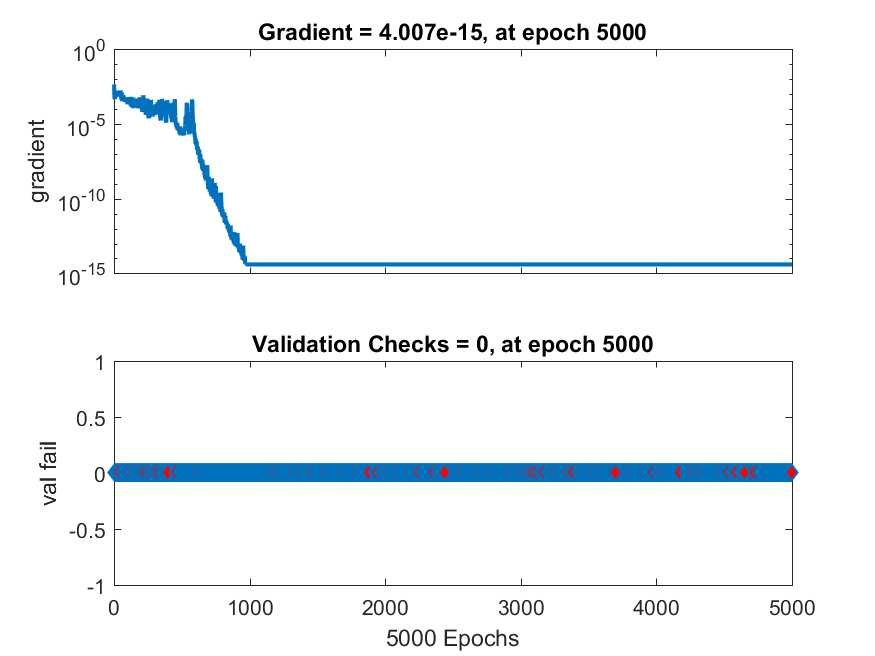 Gradient = 4.007e-15, at epoch 5000
10^0
10^-5
10^-10
10^-15
gradient
Validation Checks = 0, at epoch 5000
1
0.5
0
-0.5
-1
val fail
0 1000 2000 3000 4000 5000
5000 Epochs